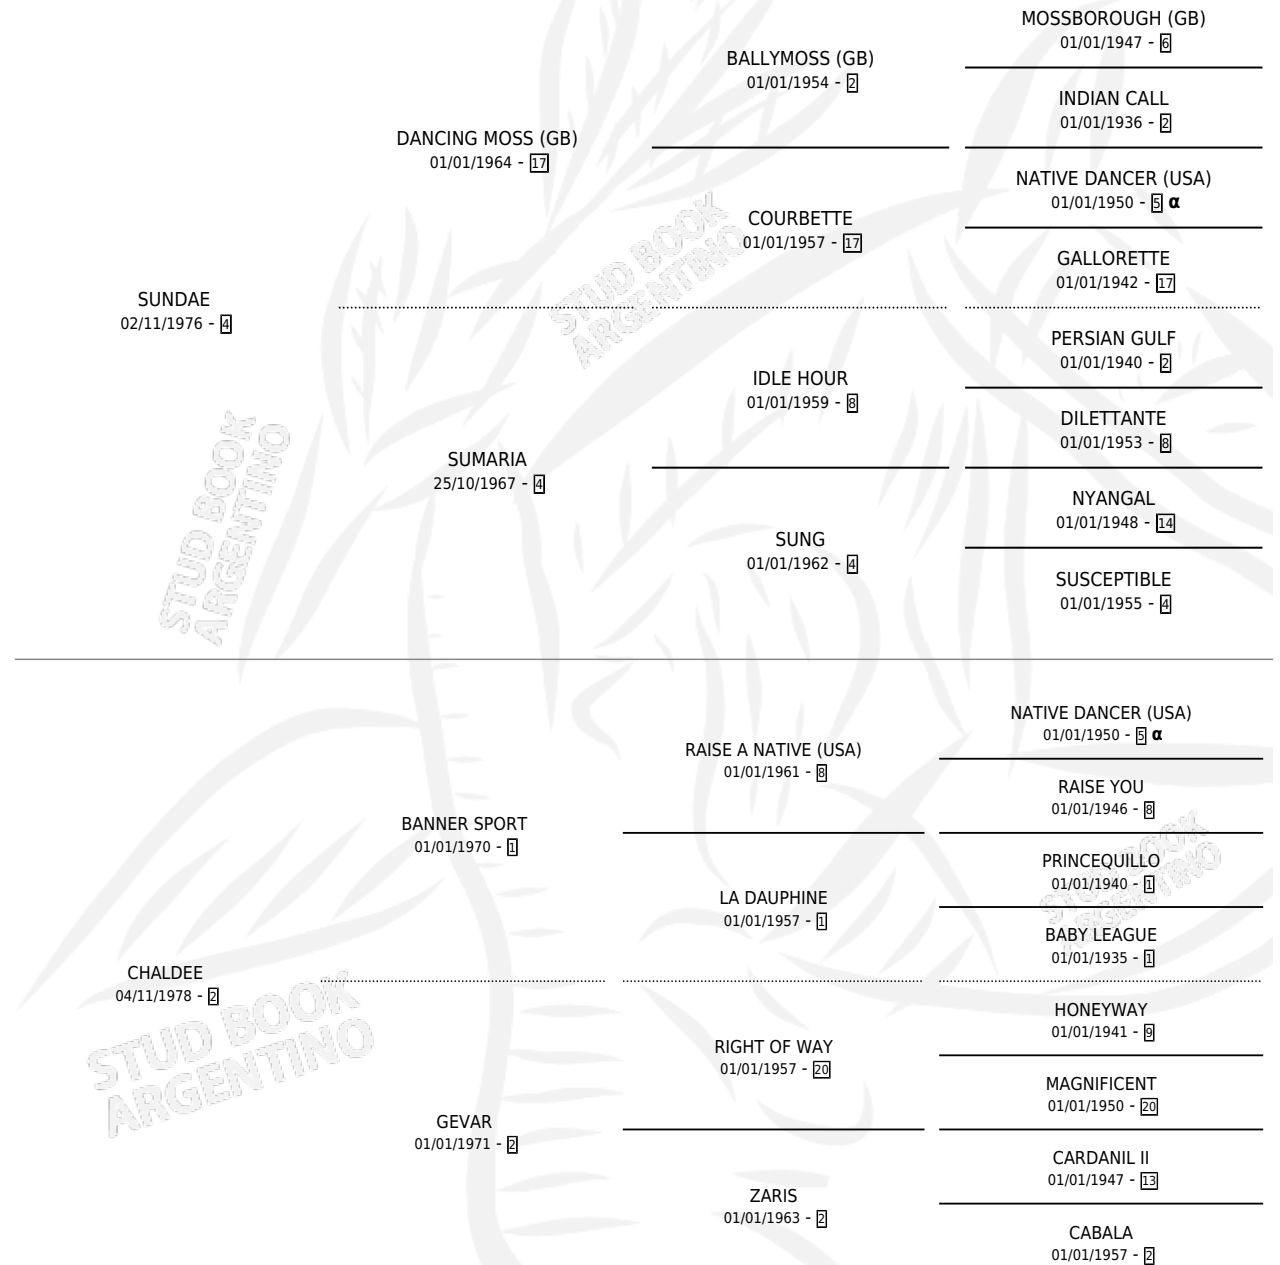 MOSSBOROUGH (GB)
01/01/1947 - 6
BALLYMOSS (GB)
01/01/1954 - 2
INDIAN CALL
01/01/1936 - 2
DANCING MOSS (GB)
01/01/1964 - 17
NATIVE DANCER (USA)
01/01/1950 - 5 α
COURBETTE
01/01/1957 - 17
GALLORETTE
01/01/1942 - 17
SUNDAE
02/11/1976 - 4
PERSIAN GULF
01/01/1940 - 2
IDLE HOUR
01/01/1959 - 8
DILETTANTE
01/01/1953 - 8
SUMARIA
25/10/1967 - 4
NYANGAL
01/01/1948 - 14
SUNG
01/01/1962 - 4
SUSCEPTIBLE
01/01/1955 - 4
NATIVE DANCER (USA)
01/01/1950 - 5 α
RAISE A NATIVE (USA)
01/01/1961 - 8
RAISE YOU
01/01/1946 - 8
BANNER SPORT
01/01/1970 - 1
PRINCEQUILLO
01/01/1940 - 1
LA DAUPHINE
01/01/1957 - 1
BABY LEAGUE
01/01/1935 - 1
CHALDEE
04/11/1978 - 2
HONEYWAY
01/01/1941 - 9
RIGHT OF WAY
01/01/1957 - 20
MAGNIFICENT
01/01/1950 - 20
GEVAR
01/01/1971 - 2
CARDANIL II
01/01/1947 - 13
ZARIS
01/01/1963 - 2
CABALA
01/01/1957 - 2
STUD BOOK
ARGENTINO
STUD BOOK
ARGENTINO
STUD BOOK
ARGENTINO
STUD BOOK
ARGENTINO